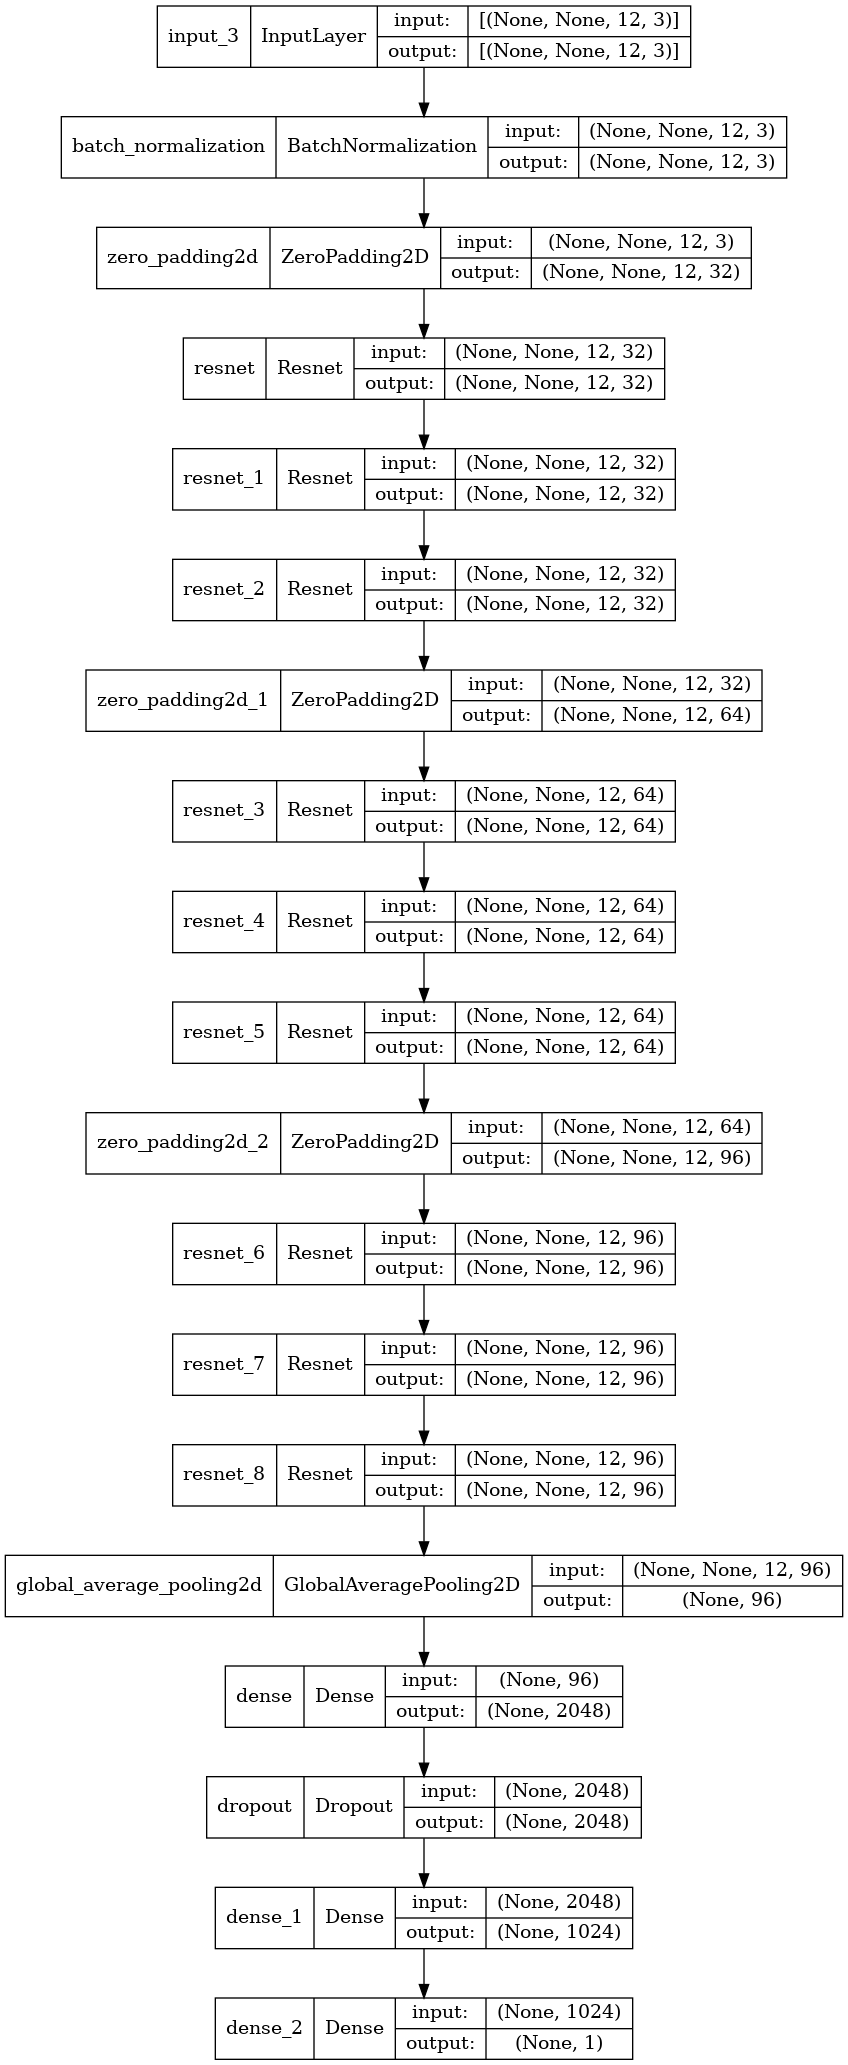 input_3 InputLayer input: [(None, None, 12, 3)]
output: [(None, None, 12, 3)]
batch_normalization BatchNormalization input: (None, None, 12, 3)
output: (None, None, 12, 3)
zero_padding2d ZeroPadding2D input: (None, None, 12, 3)
output: (None, None, 12, 32)
resnet Resnet input: (None, None, 12, 32)
output: (None, None, 12, 32)
resnet_1 Resnet input: (None, None, 12, 32)
output: (None, None, 12, 32)
resnet_2 Resnet input: (None, None, 12, 32)
output: (None, None, 12, 32)
zero_padding2d_1 ZeroPadding2D input: (None, None, 12, 32)
output: (None, None, 12, 64)
resnet_3 Resnet input: (None, None, 12, 64)
output: (None, None, 12, 64)
resnet_4 Resnet input: (None, None, 12, 64)
output: (None, None, 12, 64)
resnet_5 Resnet input: (None, None, 12, 64)
output: (None, None, 12, 64)
zero_padding2d_2 ZeroPadding2D input: (None, None, 12, 64)
output: (None, None, 12, 96)
resnet_6 Resnet input: (None, None, 12, 96)
output: (None, None, 12, 96)
resnet_7 Resnet input: (None, None, 12, 96)
output: (None, None, 12, 96)
resnet_8 Resnet input: (None, None, 12, 96)
output: (None, None, 12, 96)
global_average_pooling2d GlobalAveragePooling2D input: (None, None, 12, 96)
output: (None, 96)
dense Dense input: (None, 96)
output: (None, 2048)
dropout Dropout input: (None, 2048)
output: (None, 2048)
dense_1 Dense input: (None, 2048)
output: (None, 1024)
dense_2 Dense input: (None, 1024)
output: (None, 1)